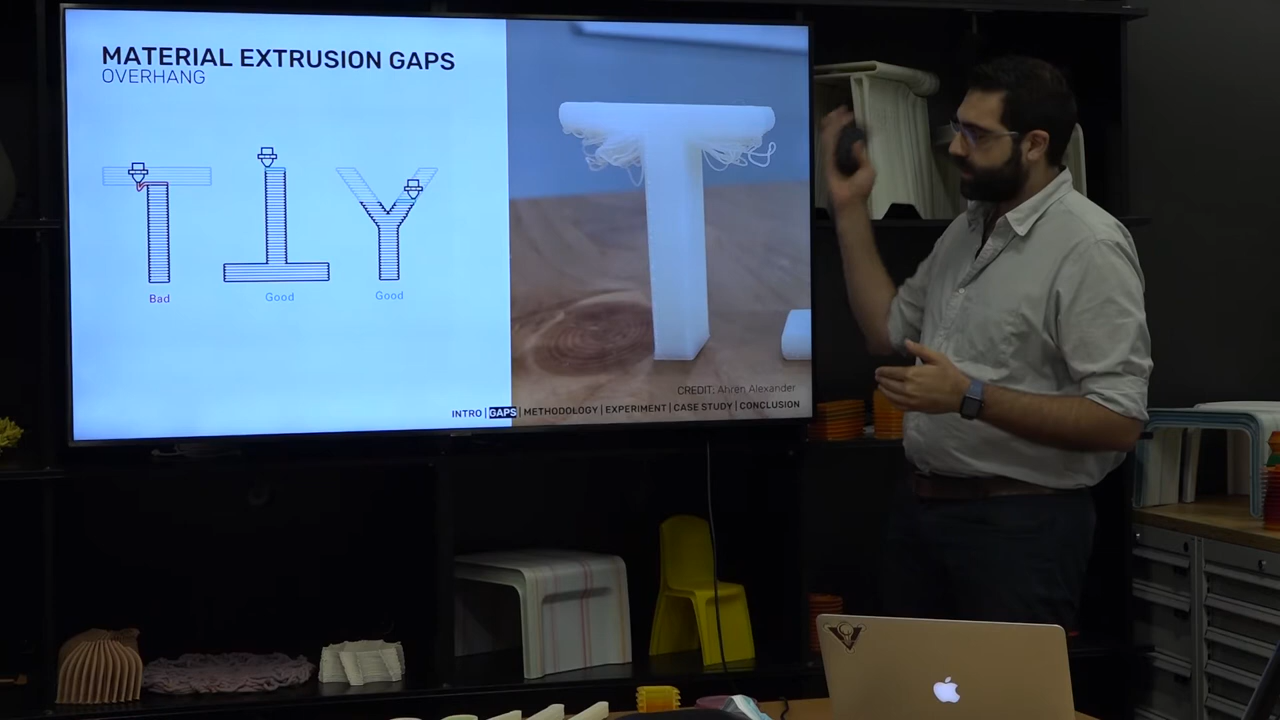 MATERIAL EXTRUSION GAPS
OVERHANG
Bad
Good
Good
CREDIT: Ahren Alexander
INTRO | GAPS | METHODOLOGY | EXPERIMENT | CASE STUDY | CONCLUSION